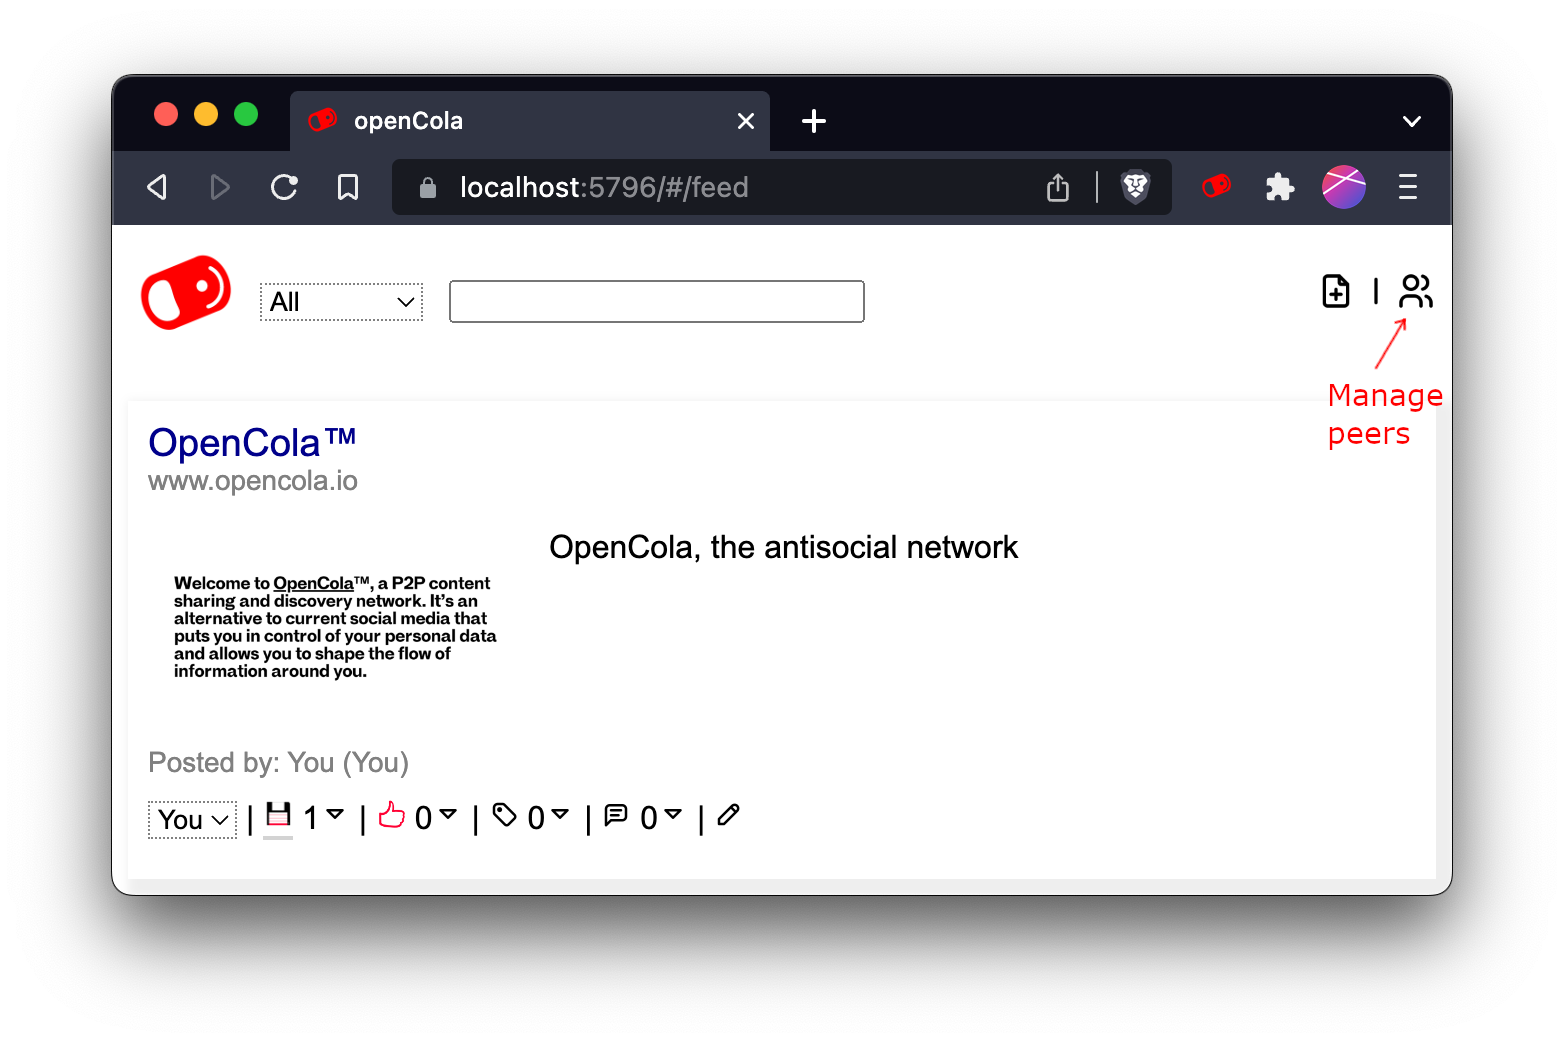 openCola
localhost:5796/#/feed
All
Manage
peers
OpenCola™
www.opencola.io
OpenCola, the antisocial network
Welcome to OpenCola™, a P2P content
sharing and discovery network. It's an
alternative to current social media that
puts you in control of your personal data
and allows you to shape the flow of
information around you.
Posted by: You (You)
You | 1 | 0 | 0 | 0 |